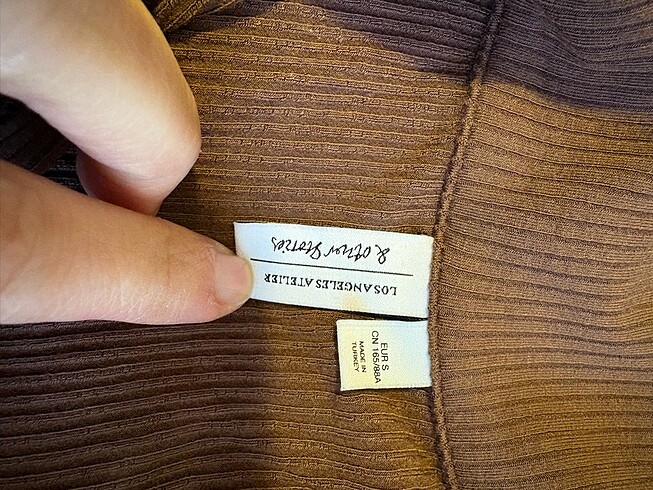 & other Stories
LOS ANGELES ATELIER
EUR S
CN 165/88A
MADE IN
TURKEY